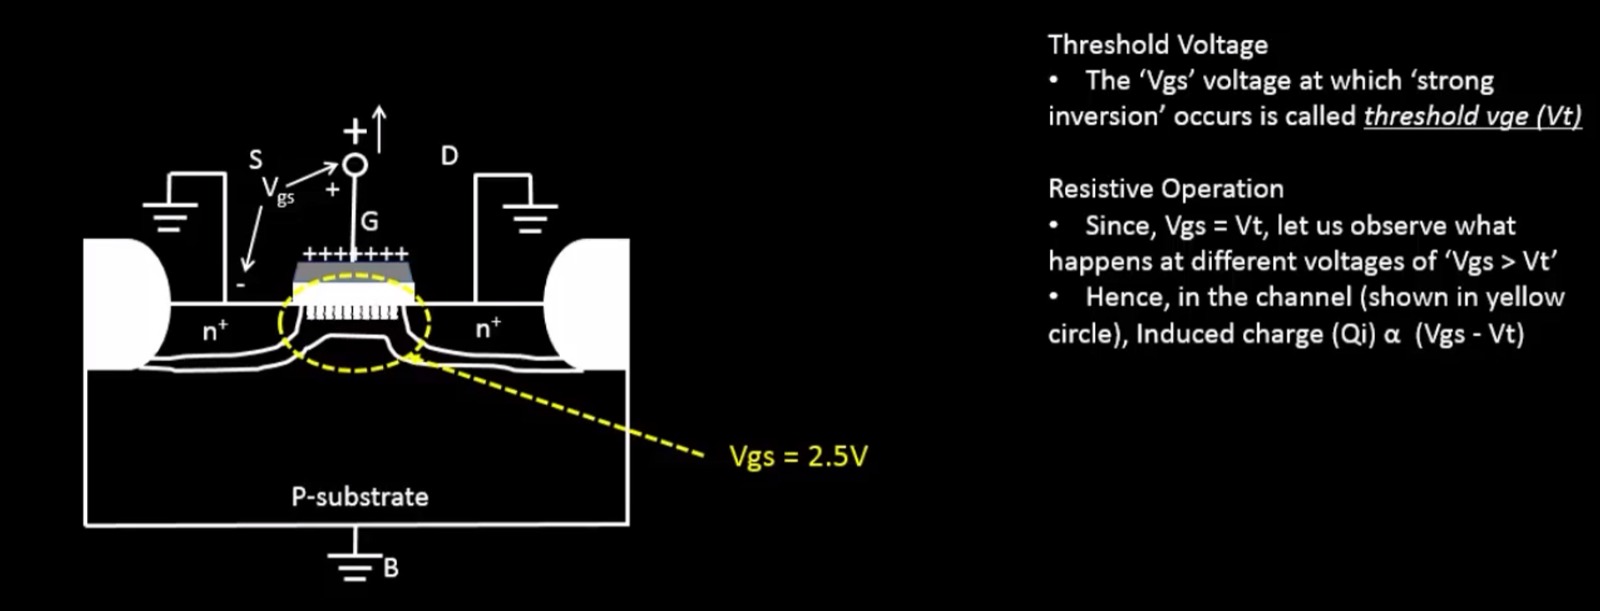 Threshold Voltage
• The ‘Vgs’ voltage at which ‘strong
inversion’ occurs is called threshold vge (Vt)
Resistive Operation
• Since, Vgs = Vt, let us observe what
happens at different voltages of ‘Vgs > Vt’
• Hence, in the channel (shown in yellow
circle), Induced charge (Qi) α (Vgs - Vt)
+
S
D
Vgs
+
G
+++++++
-
n+
n+
Vgs = 2.5V
P-substrate
B